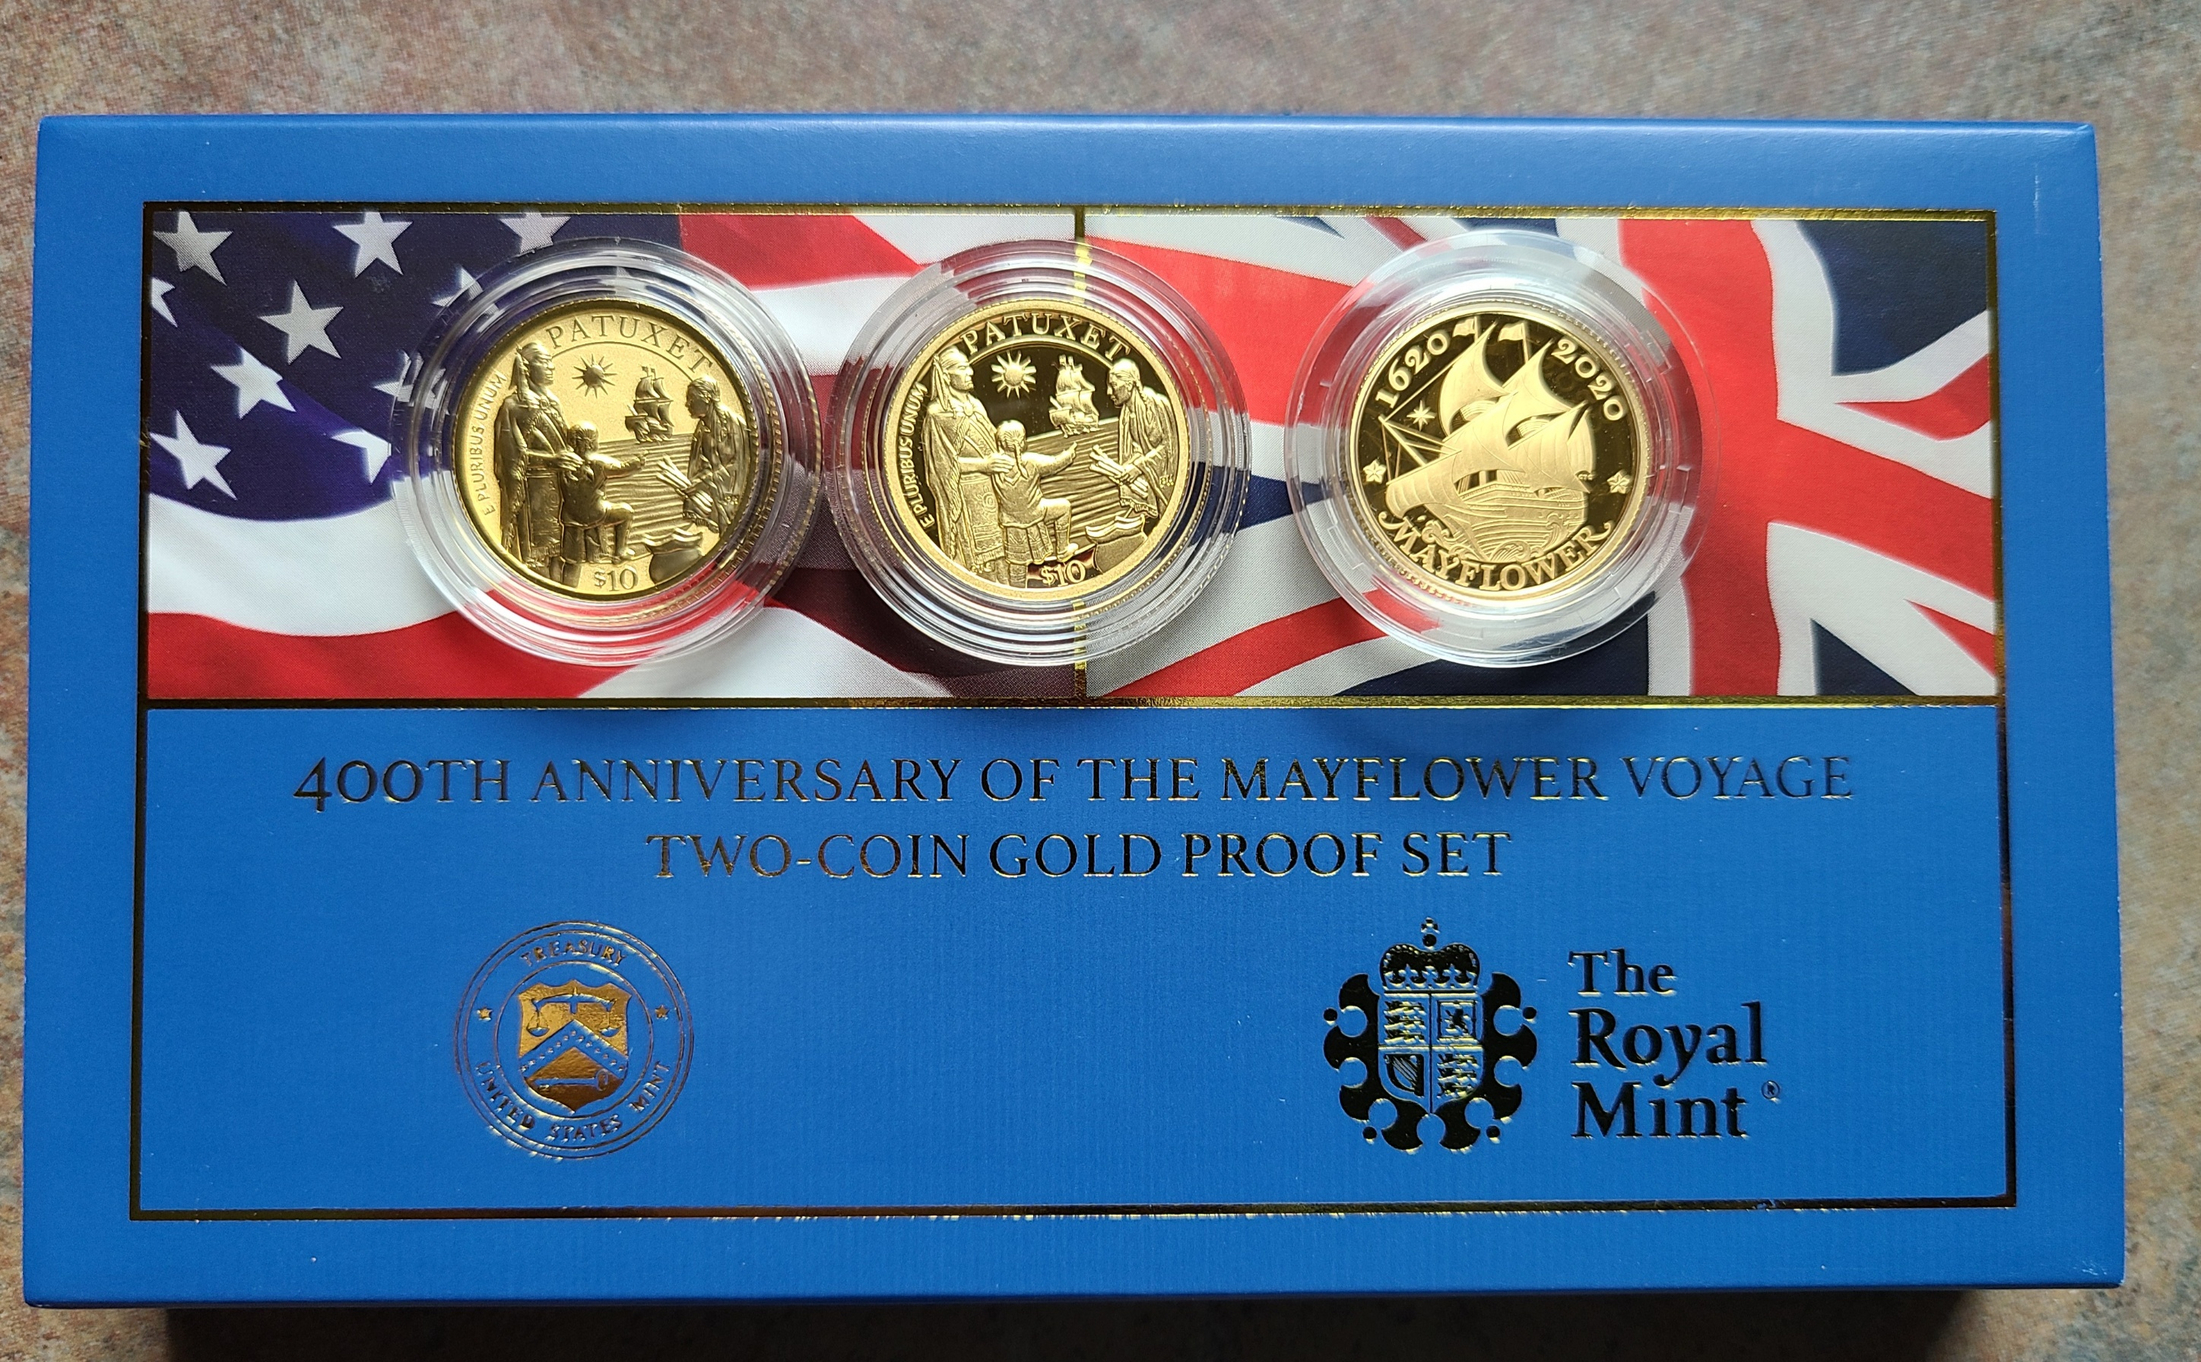 PATUXET
E PLURIBUS UNUM
$10
PATUXET
E PLURIBUS UNUM
$10
1620 2020
MAYFLOWER
400TH ANNIVERSARY OF THE MAYFLOWER VOYAGE
TWO-COIN GOLD PROOF SET
TREASURY
UNITED STATES MINT
The
Royal
Mint®